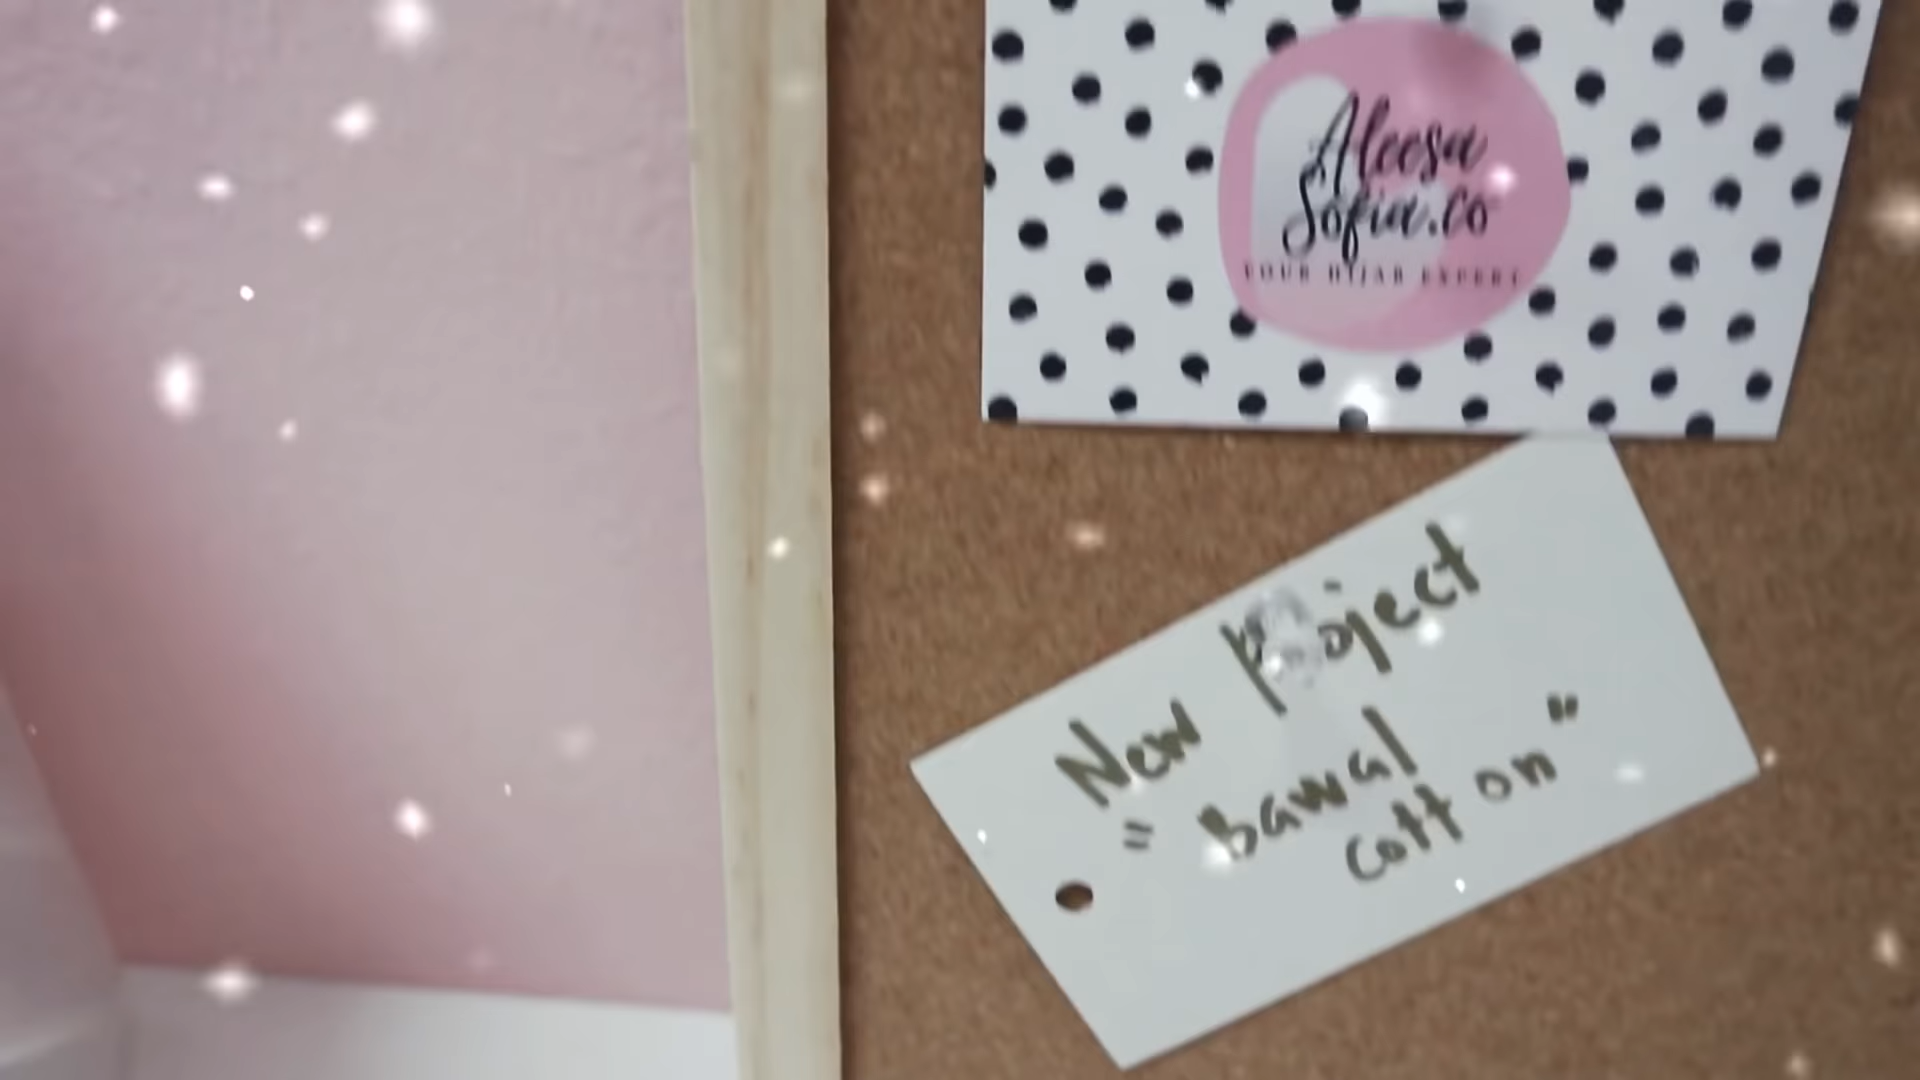 Aleesa
Sofia.co
YOUR HIJAB EXPERT
New project
"Bawal
cotton"